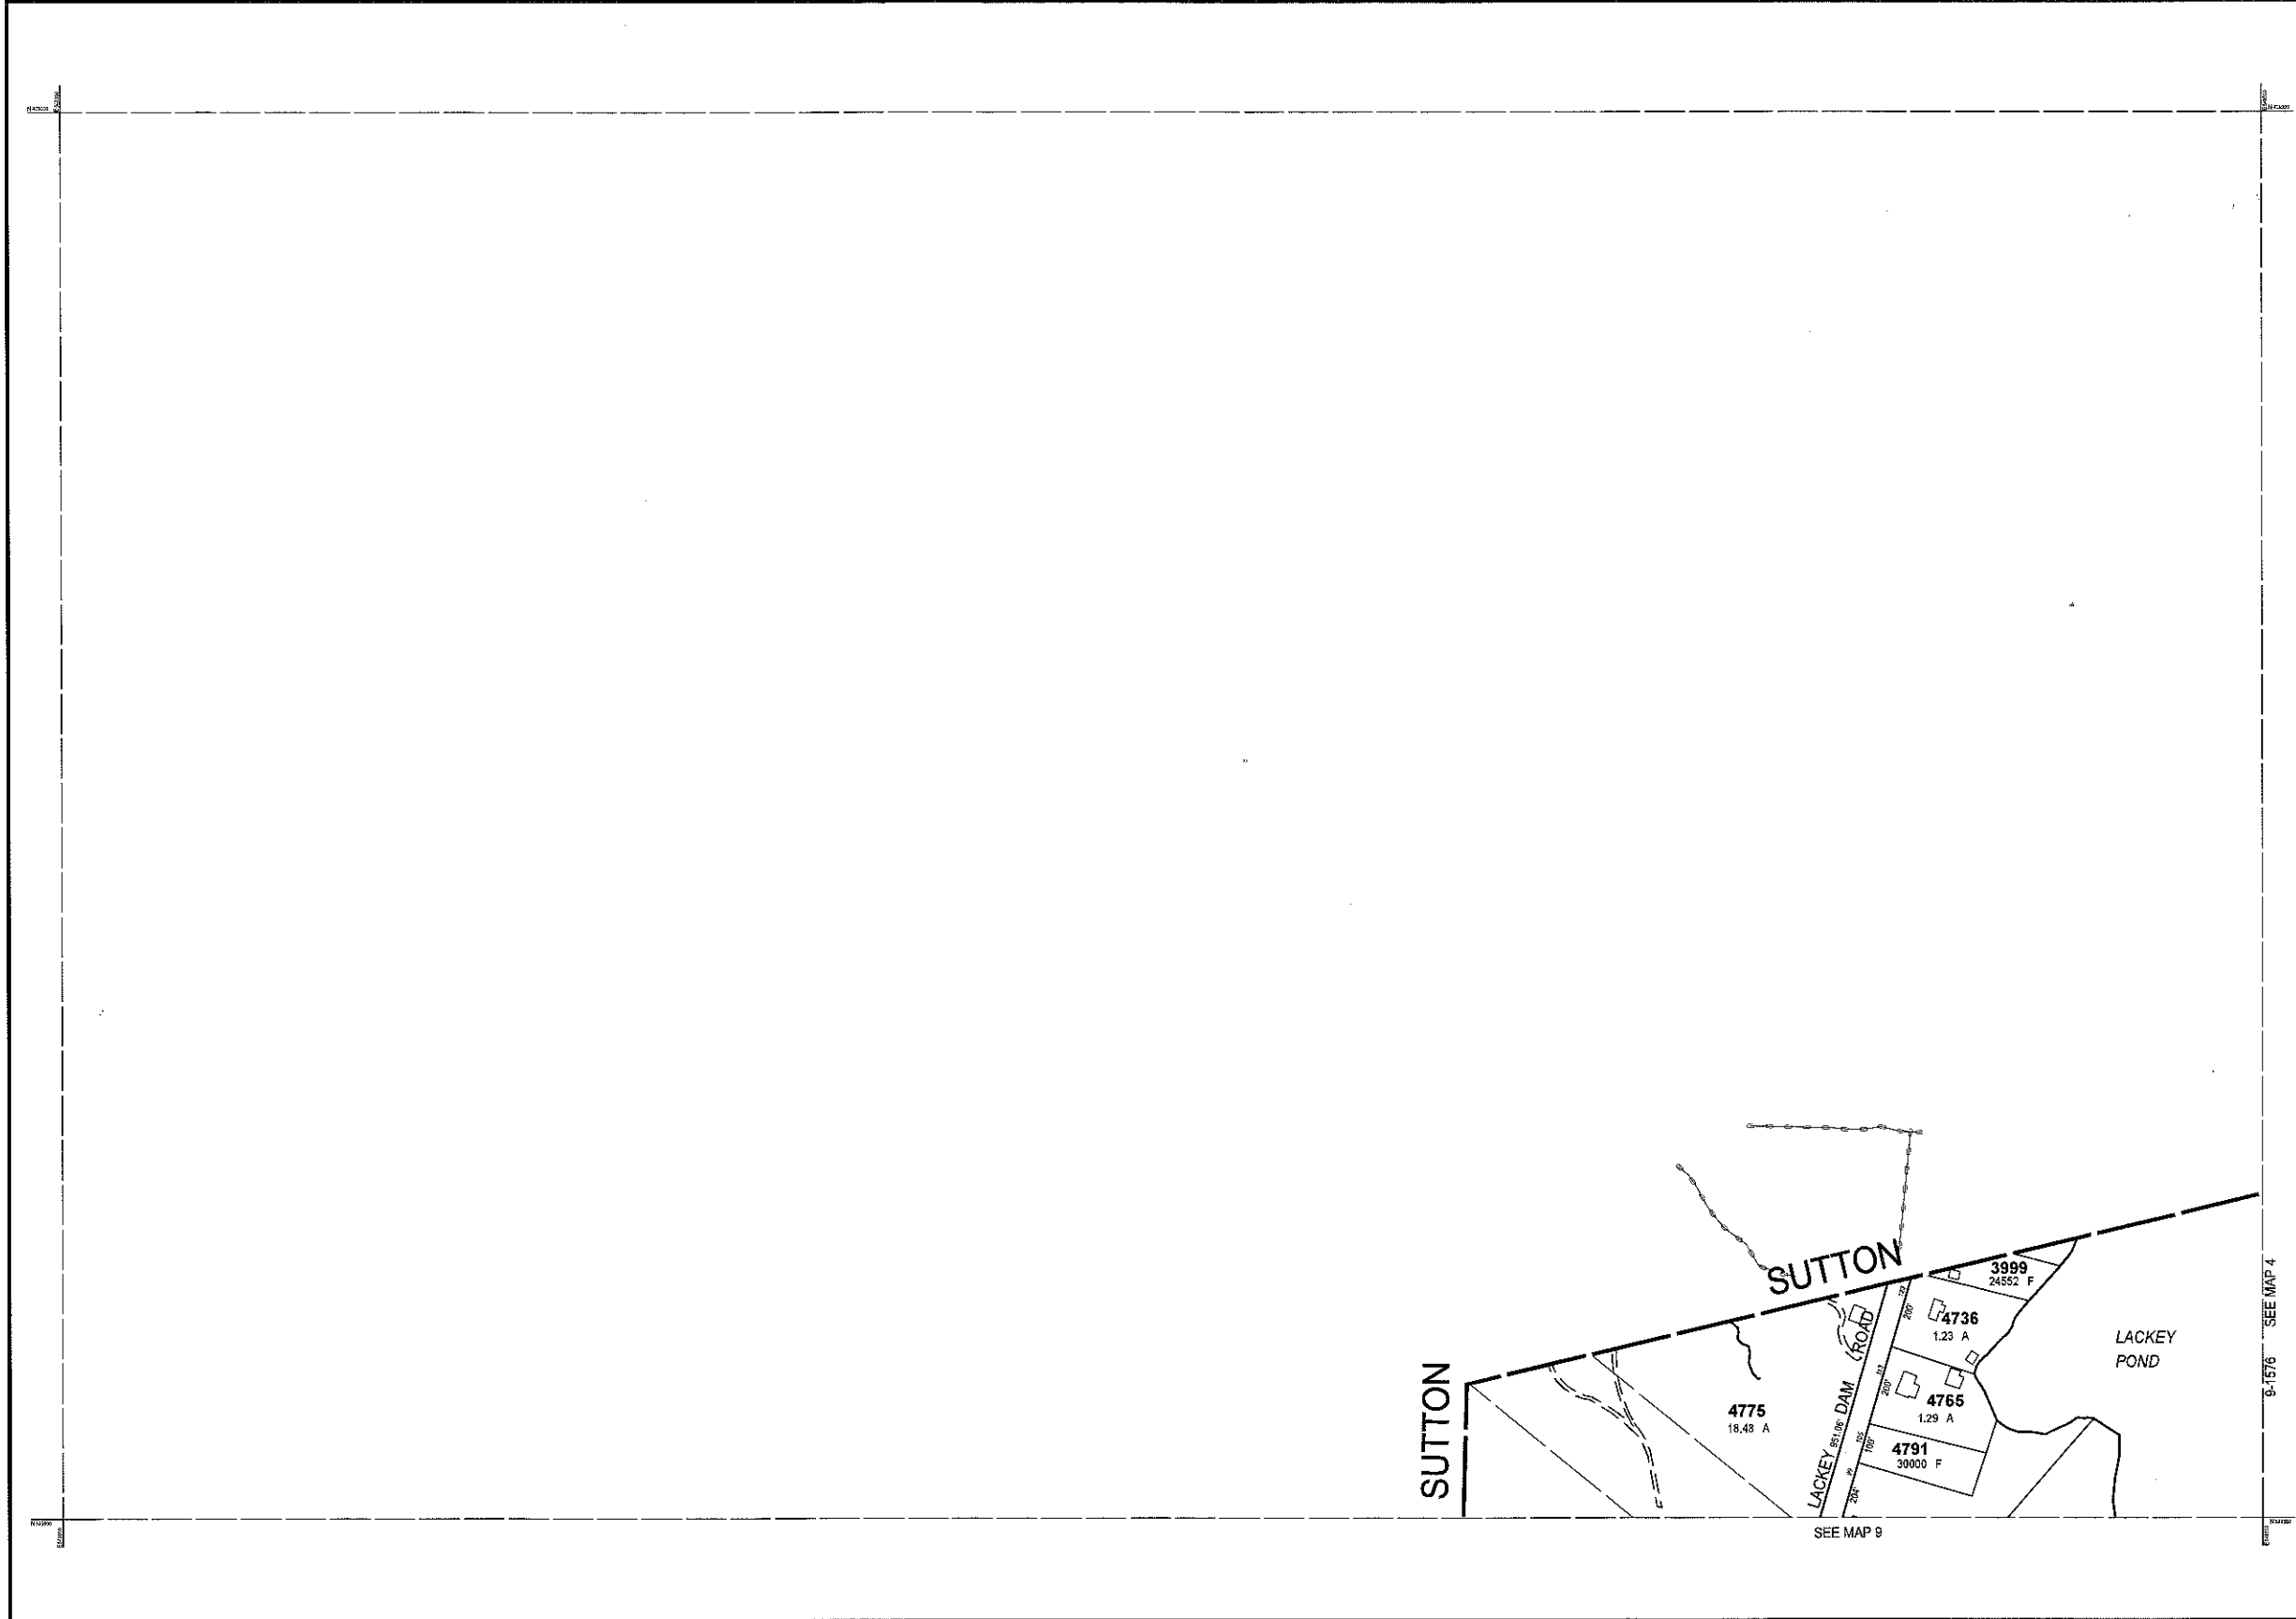 SUTTON
3999
24552 F
200'
4736
1.23 A
LACKEY
POND
SEE MAP 4
9-1576
SUTTON
4775
18.48 A
LACKEY 951.06' DAM ROAD
200'
4765
1.29 A
100'
4791
30000 F
204'
SEE MAP 9